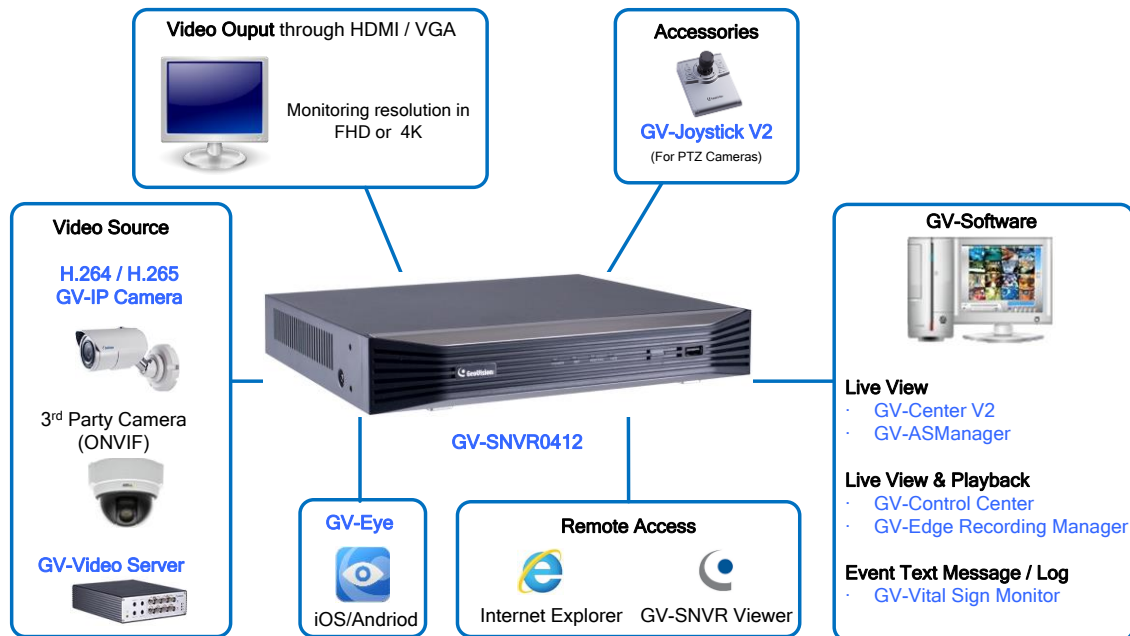 Video Ouput through HDMI / VGA
Monitoring resolution in
FHD or 4K
Accessories
GV-Joystick V2
(For PTZ Cameras)
Video Source
H.264 / H.265
GV-IP Camera
3rd Party Camera
(ONVIF)
GV-Video Server
GeoVision
GV-SNVR0412
GV-Eye
iOS/Andriod
Remote Access
Internet Explorer
GV-SNVR Viewer
GV-Software
Live View
· GV-Center V2
· GV-ASManager
Live View & Playback
· GV-Control Center
· GV-Edge Recording Manager
Event Text Message / Log
· GV-Vital Sign Monitor